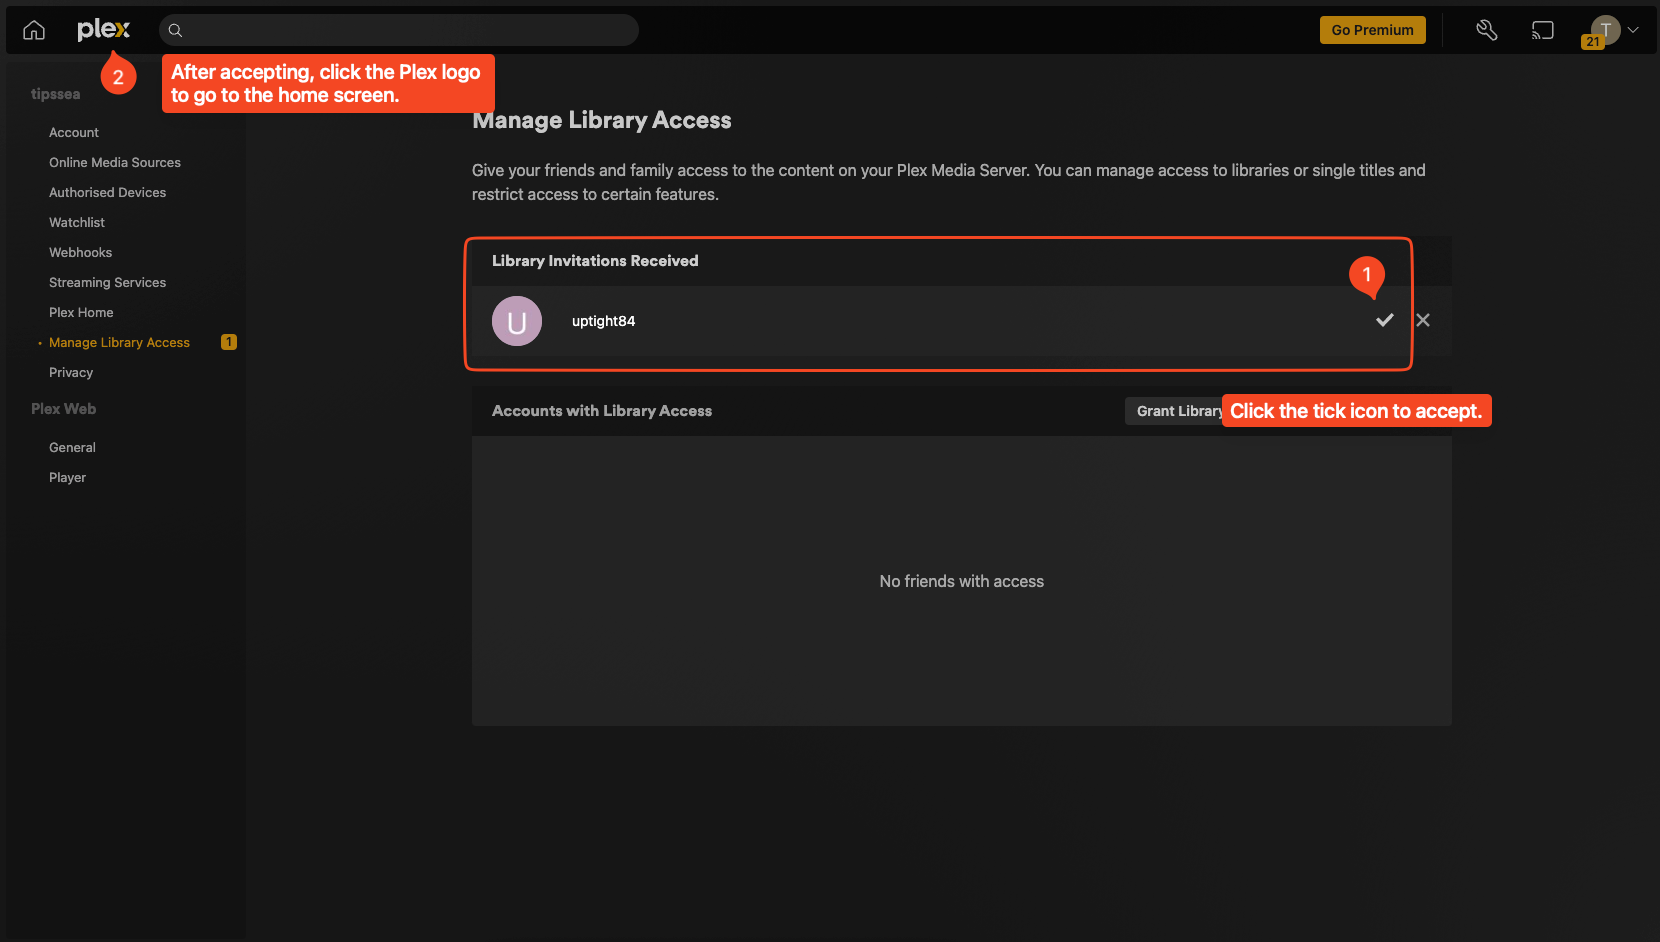 plex
Go Premium
T
21
2
After accepting, click the Plex logo
to go to the home screen.
tipssea
Account
Online Media Sources
Authorised Devices
Watchlist
Webhooks
Streaming Services
Plex Home
Manage Library Access
1
Privacy
Plex Web
General
Player
Manage Library Access
Give your friends and family access to the content on your Plex Media Server. You can manage access to libraries or single titles and
restrict access to certain features.
Library Invitations Received
1
U
uptight84
Accounts with Library Access
Grant Library
Click the tick icon to accept.
No friends with access